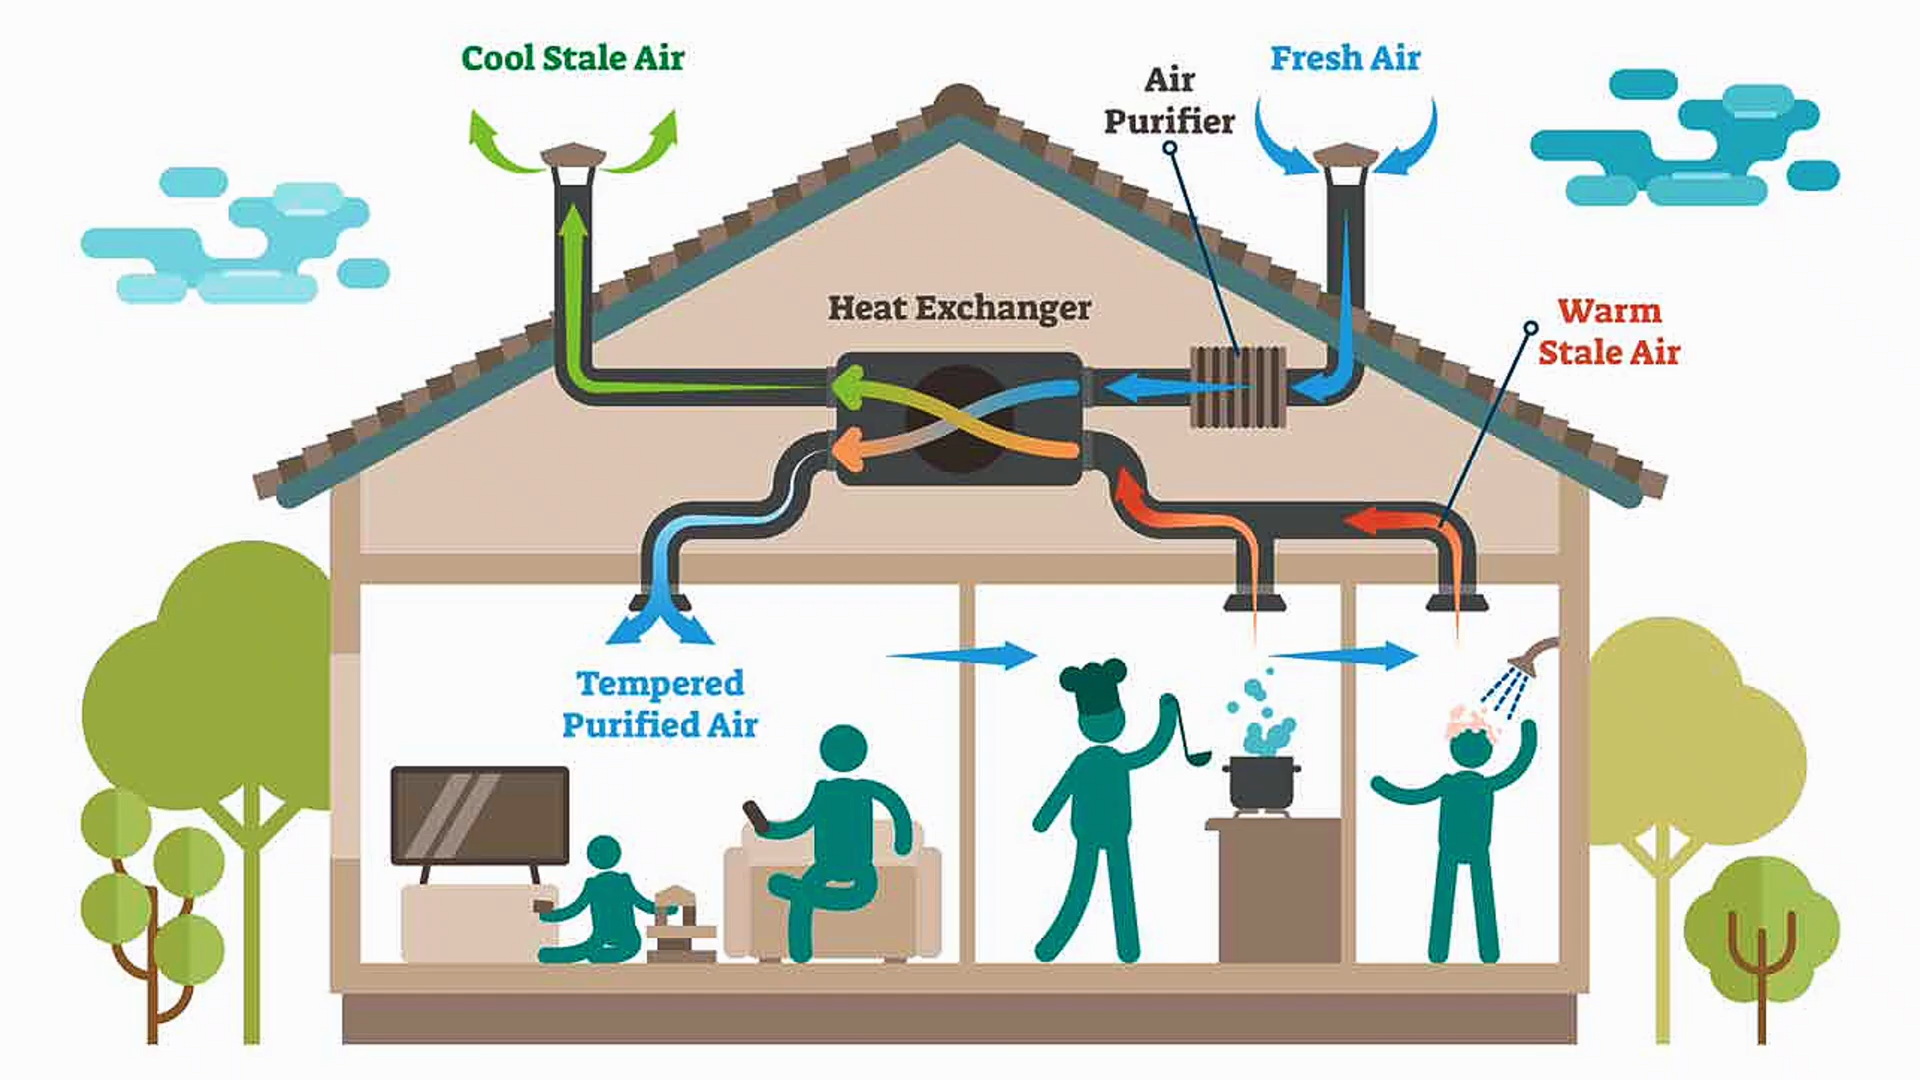 Cool Stale Air
Fresh Air
Air
Purifier
Heat Exchanger
Warm
Stale Air
Tempered
Purified Air